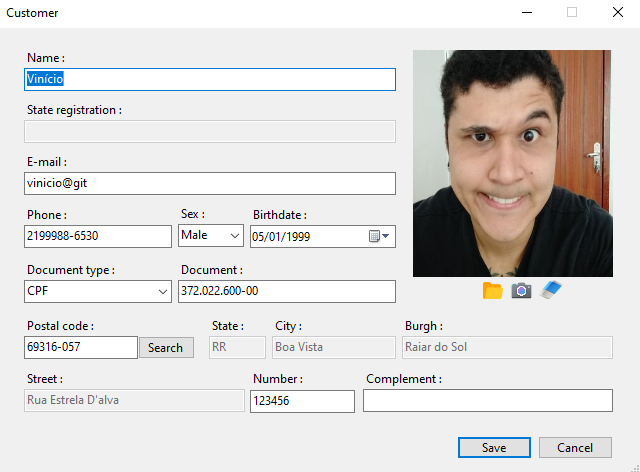 Customer
Name :
Vinício
State registration :
E-mail :
vinicio@git
Phone : Sex : Birthdate :
2199988-6530 Male 05/01/1999
Document type : Document :
CPF 372.022.600-00
Postal code : State : City : Burgh :
69316-057 Search RR Boa Vista Raiar do Sol
Street : Number : Complement :
Rua Estrela D'alva 123456
Save Cancel